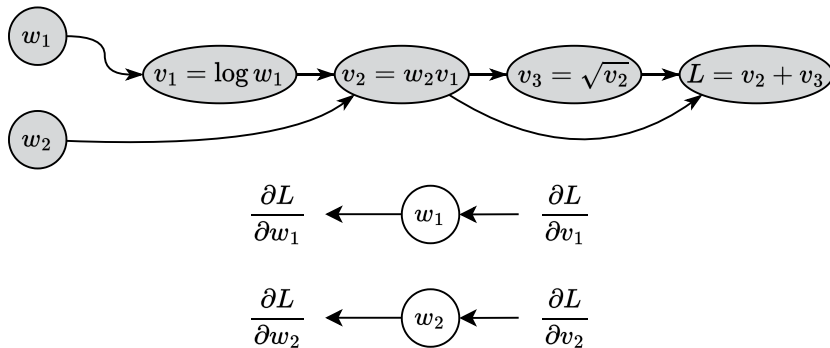 w₁
v₁ = log w₁ v₂ = w₂v₁ v₃ = √v₂ L = v₂ + v₃
w₂
∂L/∂w₁ w₁ ∂L/∂v₁
∂L/∂w₂ w₂ ∂L/∂v₂